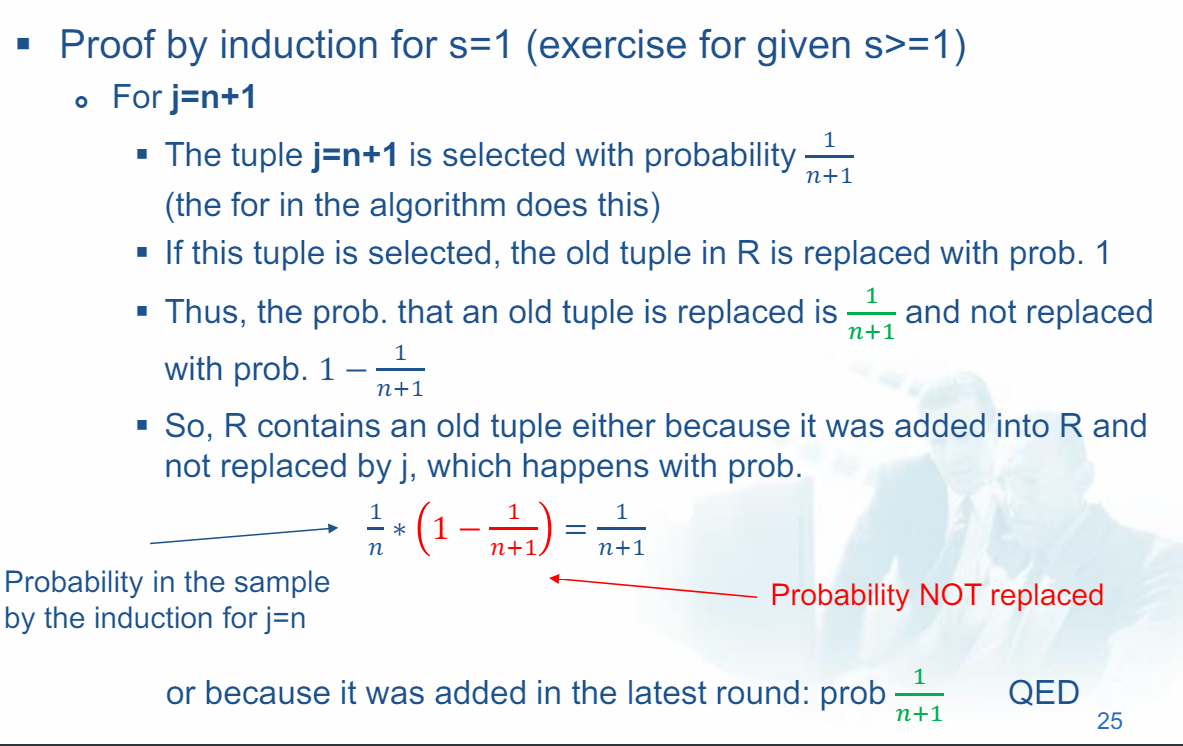 ▪ Proof by induction for s=1 (exercise for given s>=1)
∘ For j=n+1
▪ The tuple j=n+1 is selected with probability 1/(n+1)
(the for in the algorithm does this)
▪ If this tuple is selected, the old tuple in R is replaced with prob. 1
▪ Thus, the prob. that an old tuple is replaced is 1/(n+1) and not replaced
with prob. 1 − 1/(n+1)
▪ So, R contains an old tuple either because it was added into R and
not replaced by j, which happens with prob.
1/n ∗ (1 − 1/(n+1)) = 1/(n+1)
Probability in the sample
by the induction for j=n
Probability NOT replaced
or because it was added in the latest round: prob 1/(n+1) QED
25